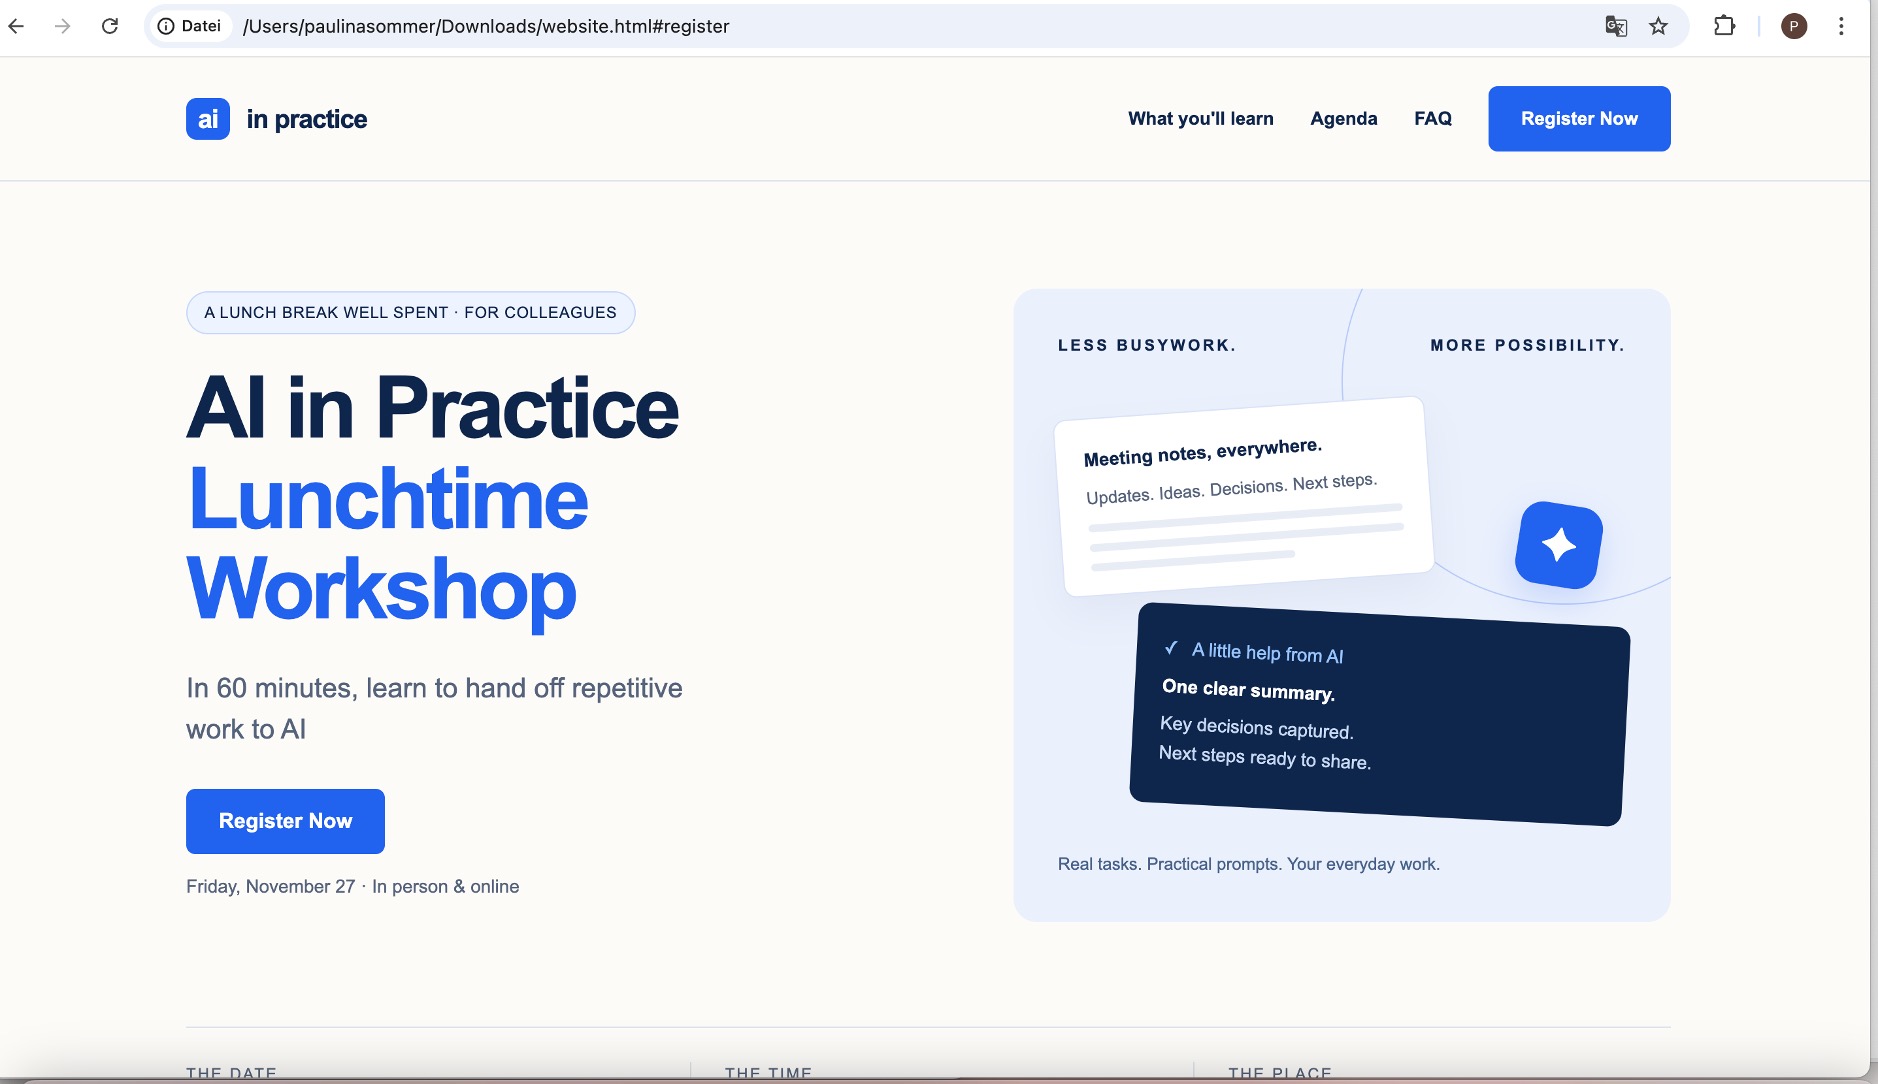 Datei /Users/paulinasommer/Downloads/website.html#register
P
ai in practice
What you'll learn
Agenda
FAQ
Register Now
A LUNCH BREAK WELL SPENT · FOR COLLEAGUES
AI in Practice
Lunchtime
Workshop
In 60 minutes, learn to hand off repetitive
work to AI
Register Now
Friday, November 27 · In person & online
LESS BUSYWORK.
MORE POSSIBILITY.
Meeting notes, everywhere.
Updates. Ideas. Decisions. Next steps.
✓ A little help from AI
One clear summary.
Key decisions captured.
Next steps ready to share.
Real tasks. Practical prompts. Your everyday work.
THE DATE
THE TIME
THE PLACE